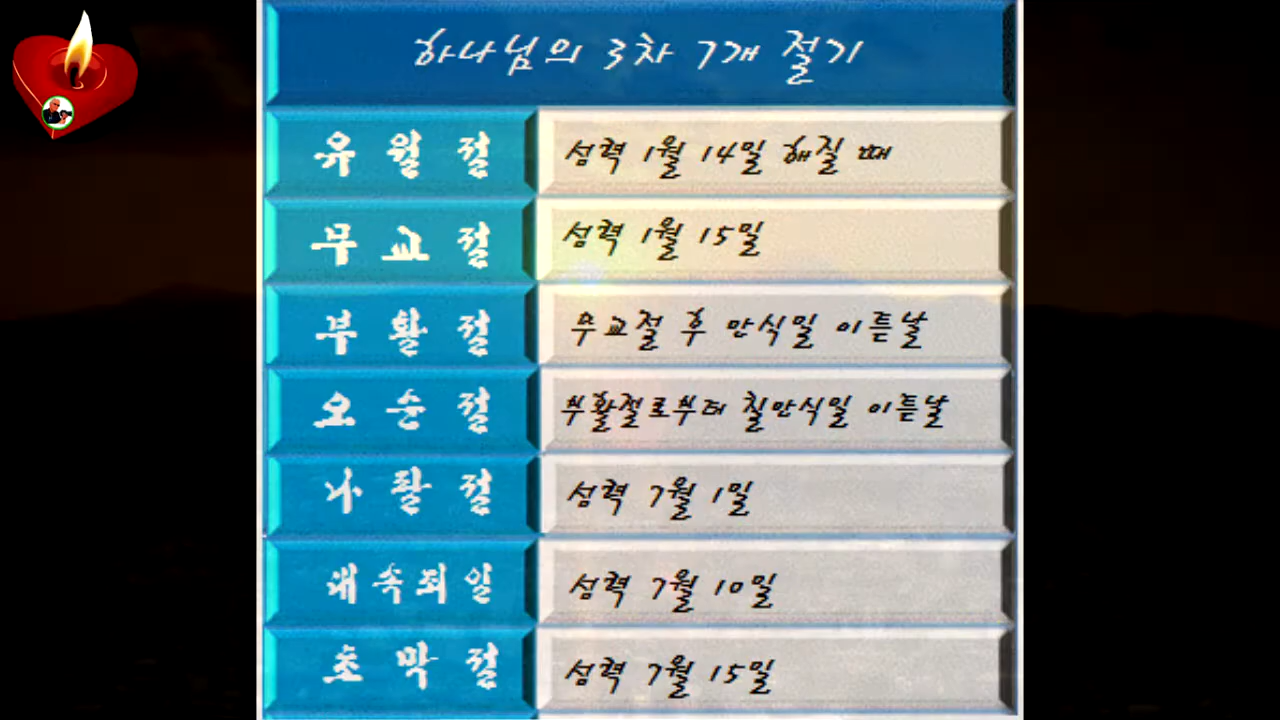 하나님의 3차 7개 절기
유월절 성력 1월 14일 해질 때
무교절 성력 1월 15일
부활절 무교절 후 안식일 이튿날
오순절 부활절로부터 칠안식일 이튿날
나팔절 성력 7월 1일
대속죄일 성력 7월 10일
초막절 성력 7월 15일